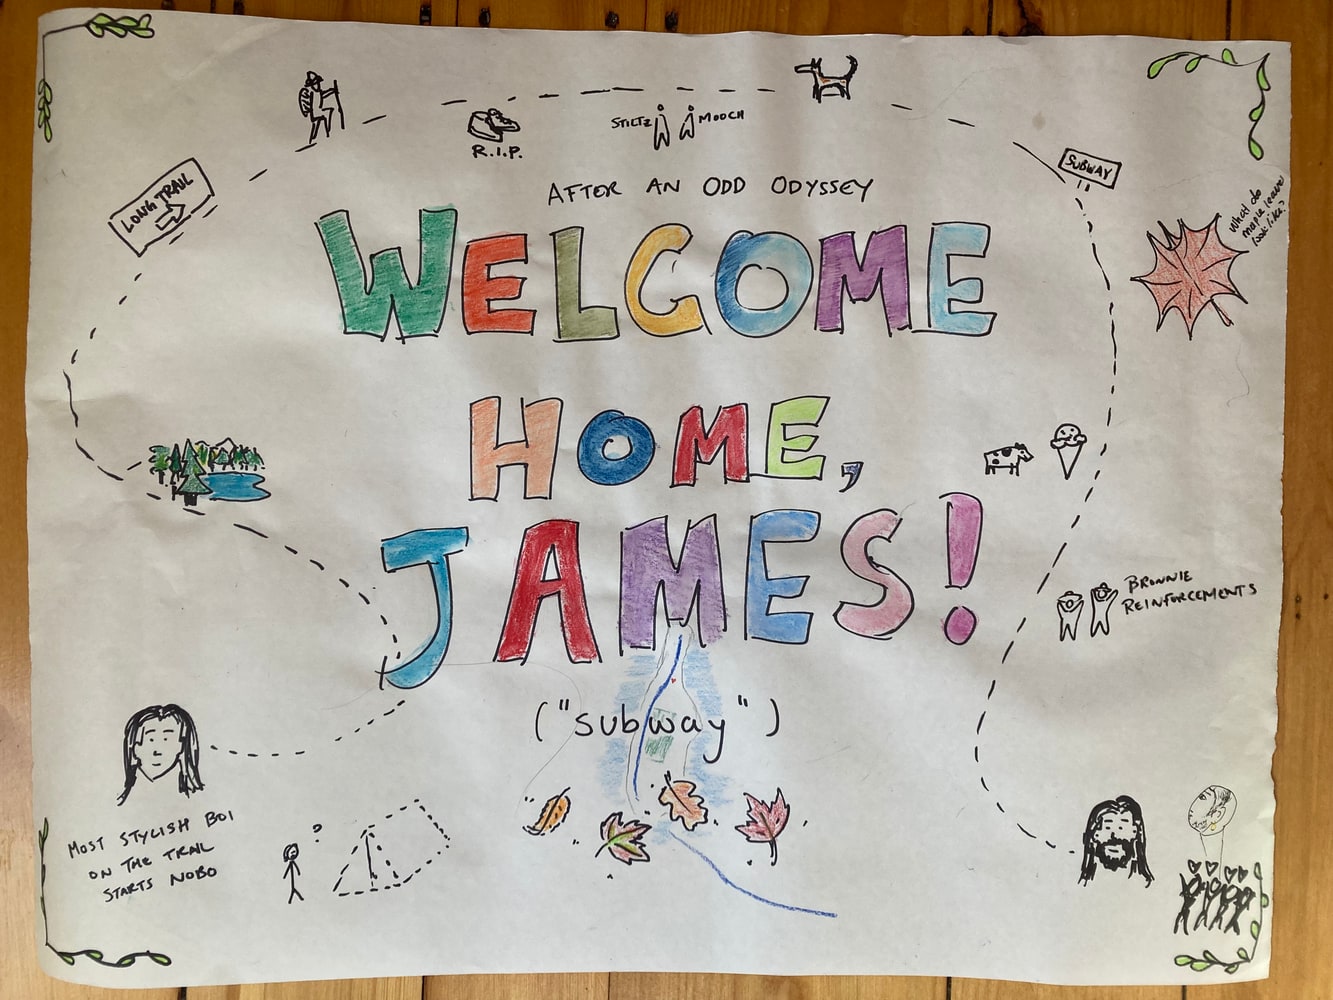 STILTZ MOOCH
R.I.P.
SUBWAY
LONG TRAIL
AFTER AN ODD ODYSSEY
What do
maple leaves
look like?
WELCOME
HOME,
JAMES!
BROWNIE
REINFORCEMENTS
("subway")
MOST STYLISH BOI
ON THE TRAIL
STARTS NOBO